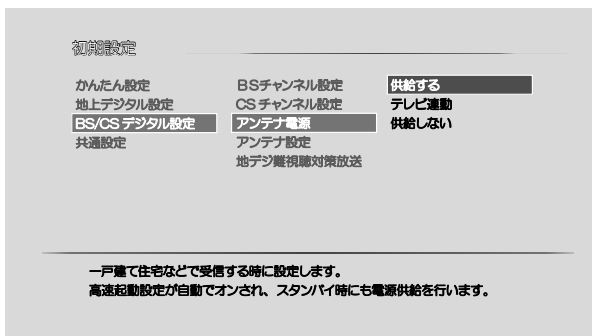 初期設定
かんたん設定
地上デジタル設定
BS/CSデジタル設定
共通設定
BSチャンネル設定
CSチャンネル設定
アンテナ電源
アンテナ設定
地デジ難視聴対策放送
供給する
テレビ連動
供給しない
一戸建て住宅などで受信する時に設定します。
高速起動設定が自動でオンされ、スタンバイ時にも電源供給を行います。